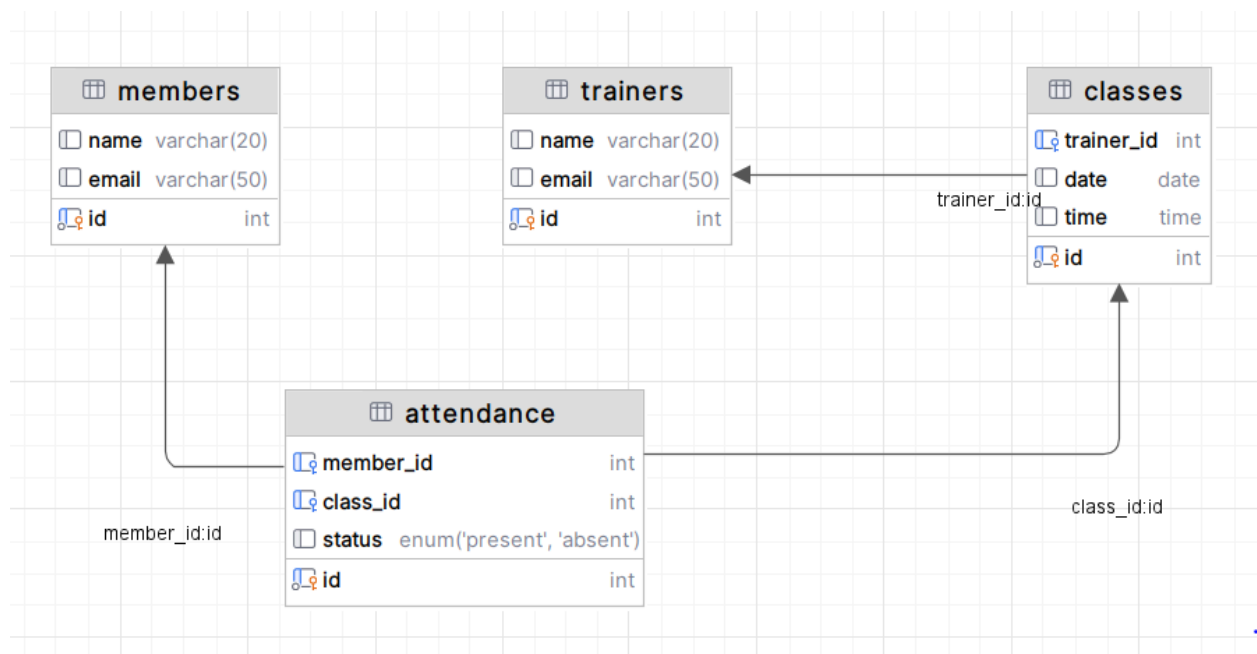 members
name varchar(20)
email varchar(50)
id int
trainers
name varchar(20)
email varchar(50)
id int
classes
trainer_id int
date date
time time
id int
trainer_id:id
attendance
member_id int
class_id int
status enum('present', 'absent')
id int
member_id:id
class_id:id